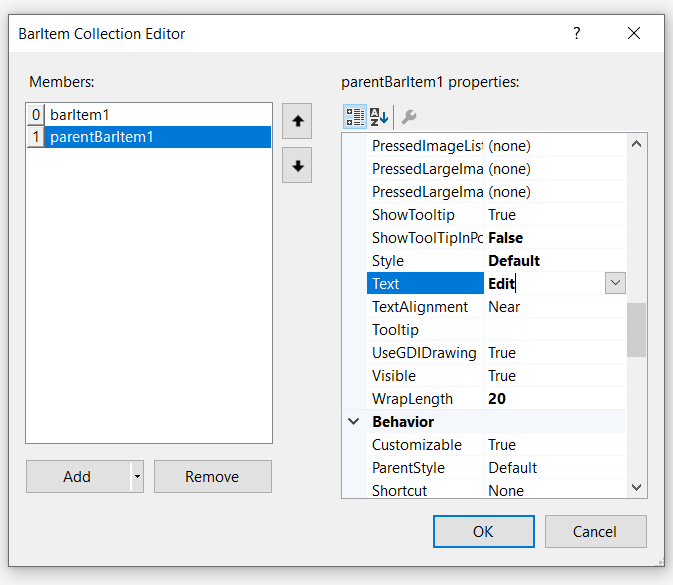 BarItem Collection Editor
?
Members:
0 barItem1
1 parentBarItem1
Add
Remove
parentBarItem1 properties:
PressedImageList (none)
PressedLargeIma (none)
PressedLargeIma (none)
ShowTooltip True
ShowToolTipInPo False
Style Default
Text Edit
TextAlignment Near
Tooltip
UseGDIDrawing True
Visible True
WrapLength 20
Behavior
Customizable True
ParentStyle Default
Shortcut None
OK
Cancel